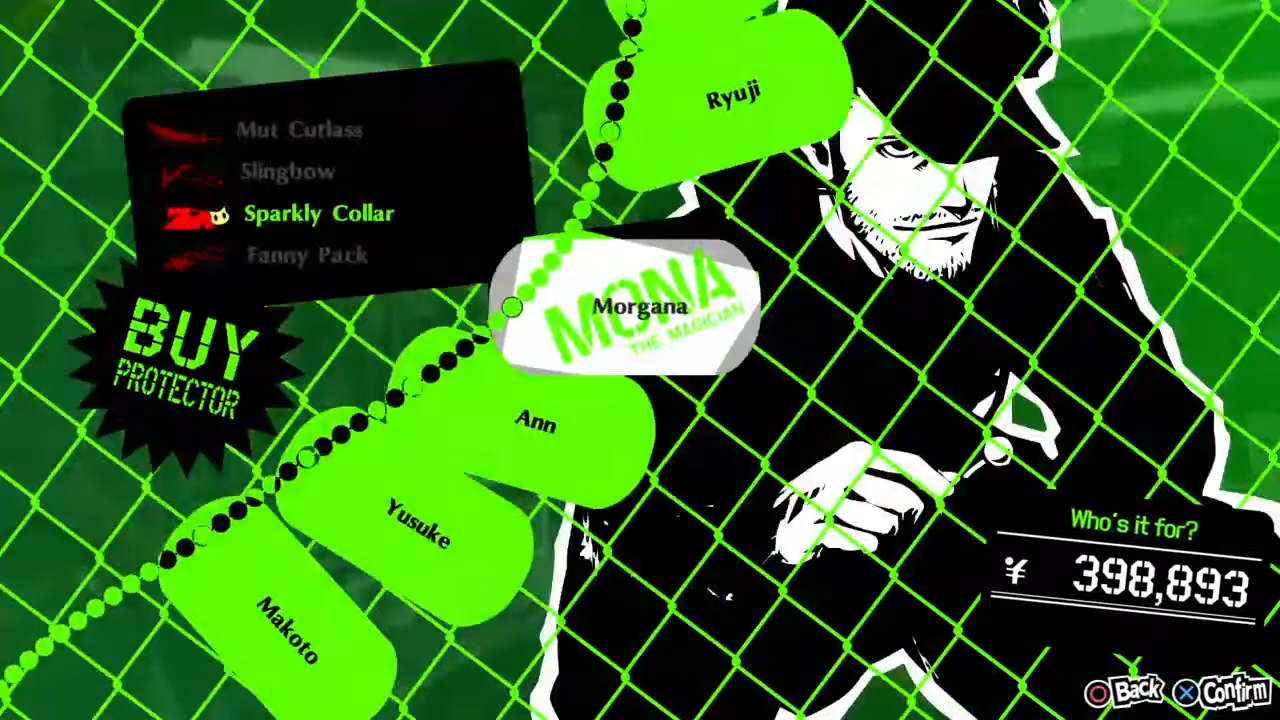 Ryuji
Mut Cutlass
Slingbow
Sparkly Collar
Fanny Pack
MONA
THE MAGICIAN
Morgana
BUY
PROTECTOR
Ann
Yusuke
Makoto
Who's it for?
¥ 398,893
Back Confirm